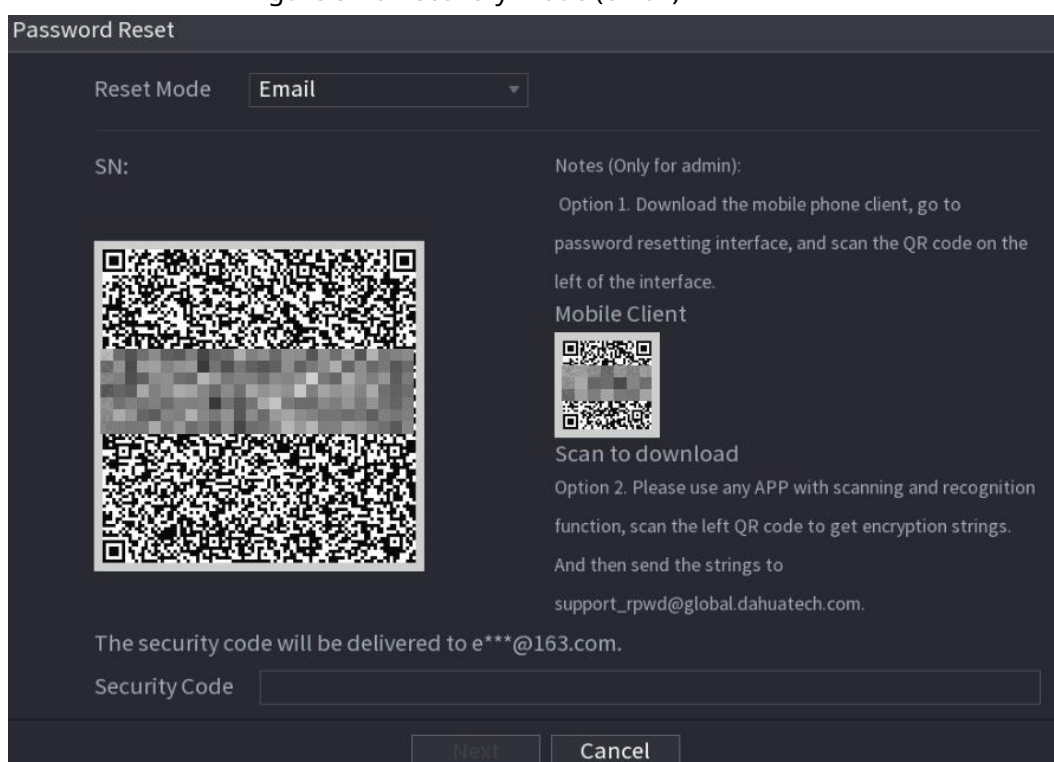 Password Reset
Reset Mode Email
SN:
Notes (Only for admin):
Option 1. Download the mobile phone client, go to
password resetting interface, and scan the QR code on the
left of the interface.
Mobile Client
Scan to download
Option 2. Please use any APP with scanning and recognition
function, scan the left QR code to get encryption strings.
And then send the strings to
support_rpwd@global.dahuatech.com.
The security code will be delivered to e***@163.com.
Security Code
Next Cancel